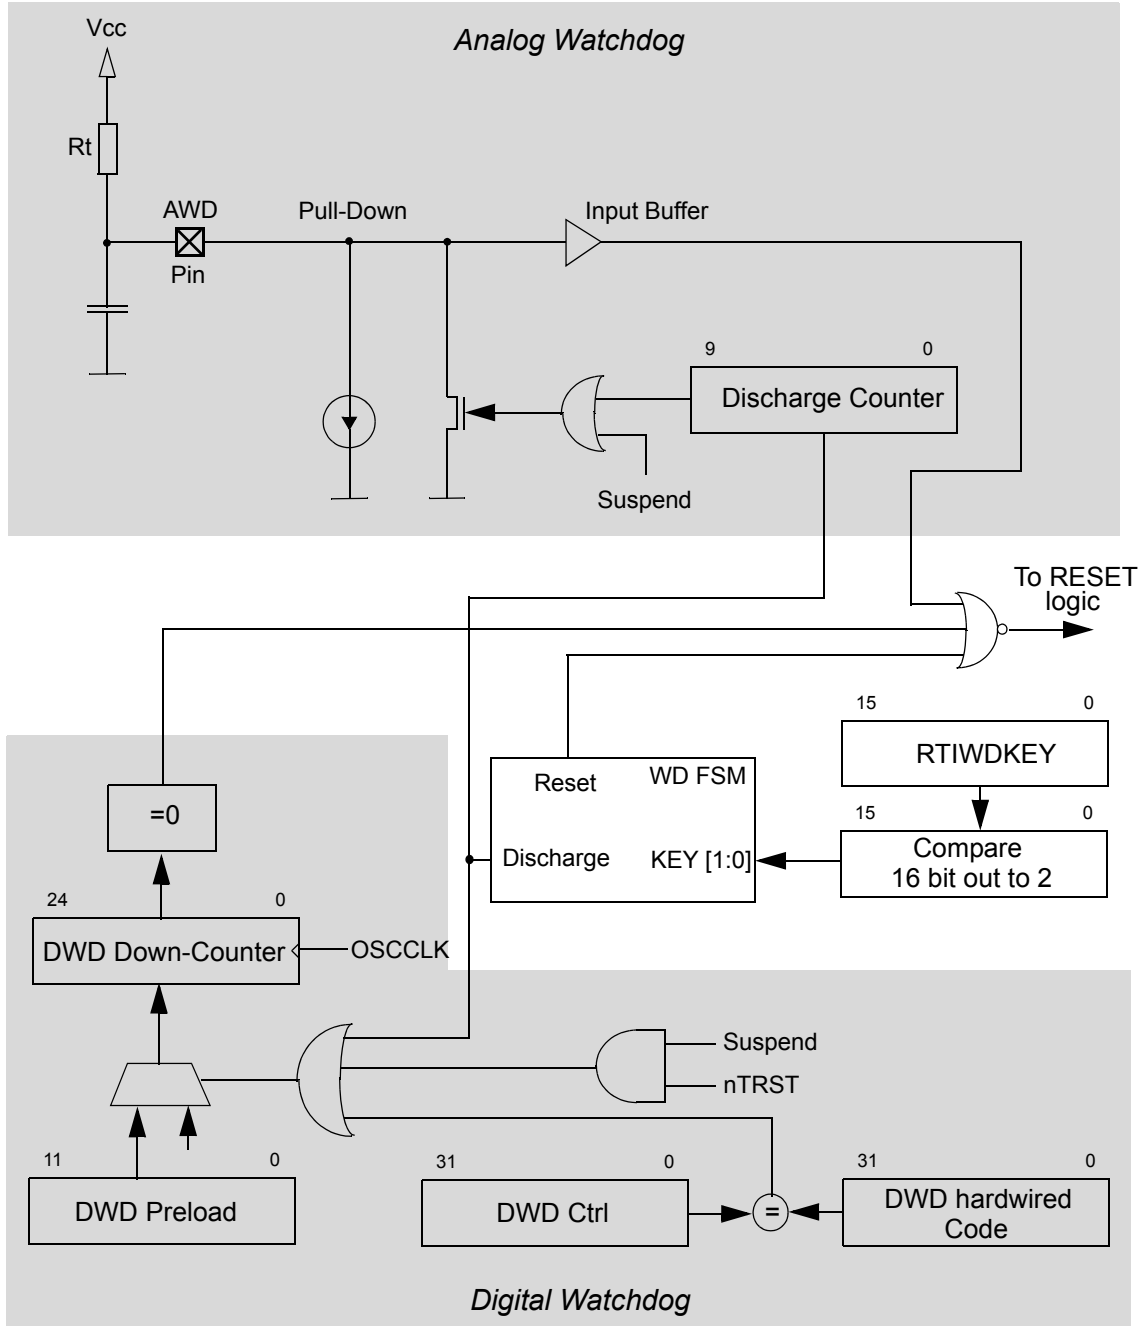 Vcc
Analog Watchdog
Rt
AWD
Pull-Down
Input Buffer
Pin
9 0
Discharge Counter
Suspend
To RESET
logic
15 0
RTIWDKEY
Reset
WD FSM
=0
15 0
Compare
16 bit out to 2
Discharge
KEY [1:0]
24 0
DWD Down-Counter
OSCCLK
Suspend
nTRST
11 0
DWD Preload
31 0
DWD Ctrl
=
31 0
DWD hardwired
Code
Digital Watchdog